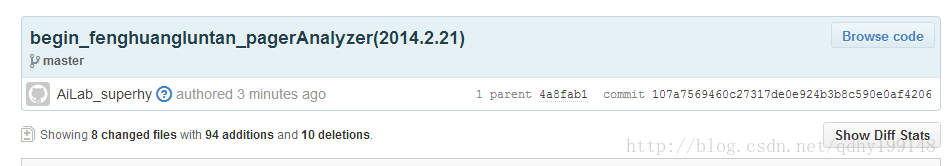 begin_fenghuangluntan_pagerAnalyzer(2014.2.21)
Browse code
master
AiLab_superhy ? authored 3 minutes ago
1 parent 4a8fab1 commit 107a7569460c27317de0e924b3b8c590e0af4206
Showing 8 changed files with 94 additions and 10 deletions.
Show Diff Stats
http://blog.csdn.net/qdhy199148